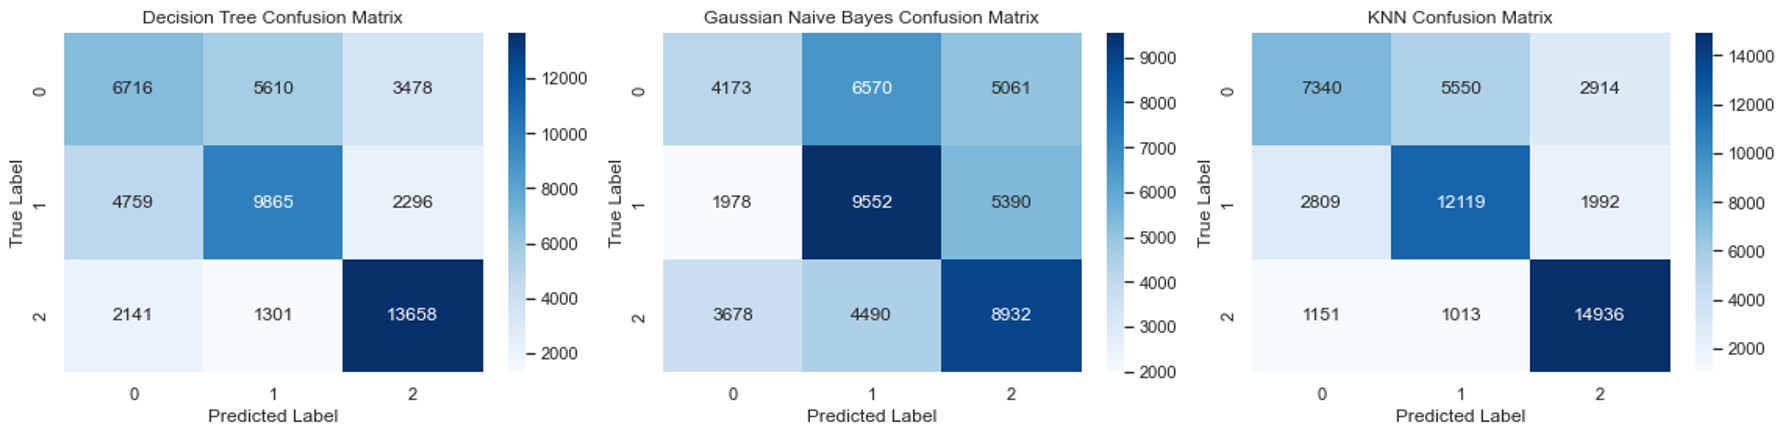 Decision Tree Confusion Matrix
True Label
0
1
2
6716 5610 3478
4759 9865 2296
2141 1301 13658
0 1 2
Predicted Label
12000
10000
8000
6000
4000
2000
Gaussian Naive Bayes Confusion Matrix
True Label
0
1
2
4173 6570 5061
1978 9552 5390
3678 4490 8932
0 1 2
Predicted Label
9000
8000
7000
6000
5000
4000
3000
2000
KNN Confusion Matrix
True Label
0
1
2
7340 5550 2914
2809 12119 1992
1151 1013 14936
0 1 2
Predicted Label
14000
12000
10000
8000
6000
4000
2000